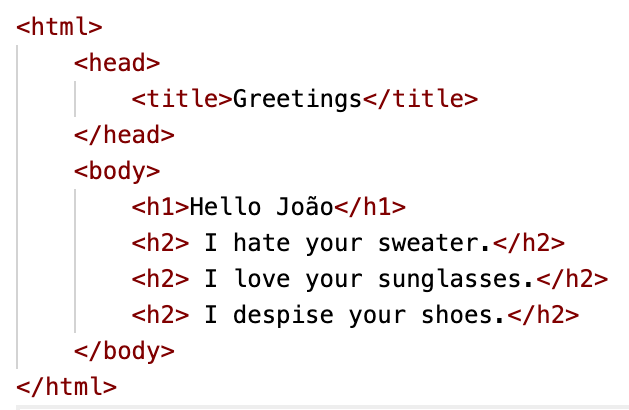 <html>
<head>
<title>Greetings</title>
</head>
<body>
<h1>Hello João</h1>
<h2> I hate your sweater.</h2>
<h2> I love your sunglasses.</h2>
<h2> I despise your shoes.</h2>
</body>
</html>